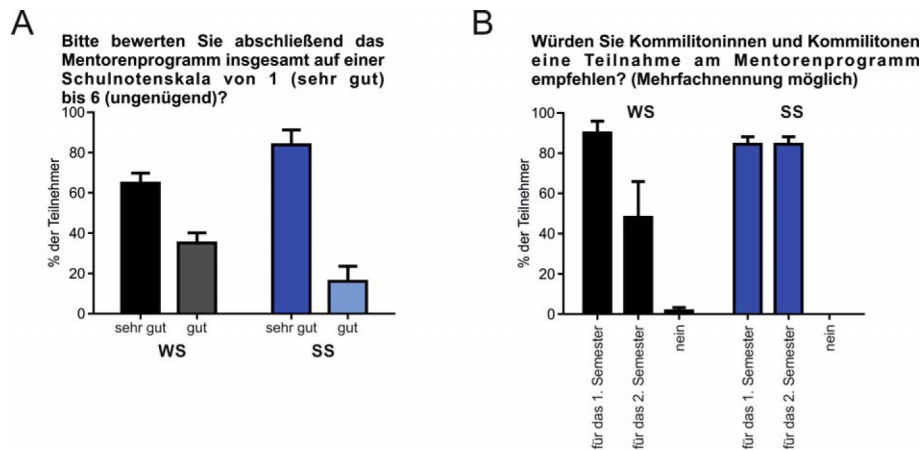 A
Bitte bewerten Sie abschließend das
Mentorenprogramm insgesamt auf einer
Schulnotenskala von 1 (sehr gut)
bis 6 (ungenügend)?
100
80
60
40
20
0
% der Teilnehmer
sehr gut
gut
sehr gut
gut
WS
SS
B
Würden Sie Kommilitoninnen und Kommilitonen
eine Teilnahme am Mentorenprogramm
empfehlen? (Mehrfachnennung möglich)
WS
SS
100
80
60
40
20
0
% der Teilnehmer
für das 1. Semester
für das 2. Semester
nein
für das 1. Semester
für das 2. Semester
nein